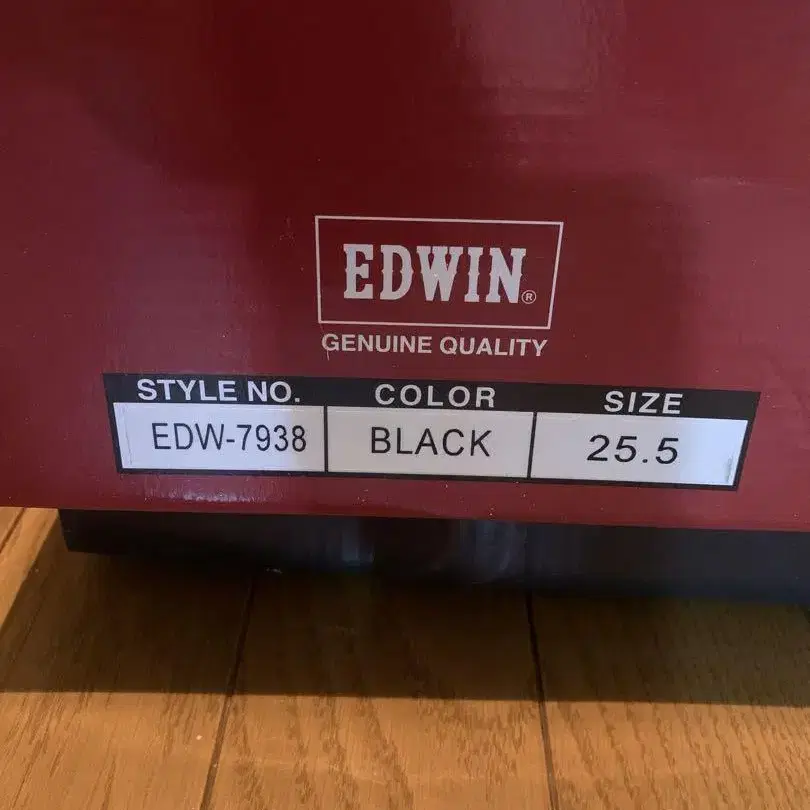 EDWIN®
GENUINE QUALITY
STYLE NO. COLOR SIZE
EDW-7938 BLACK 25.5